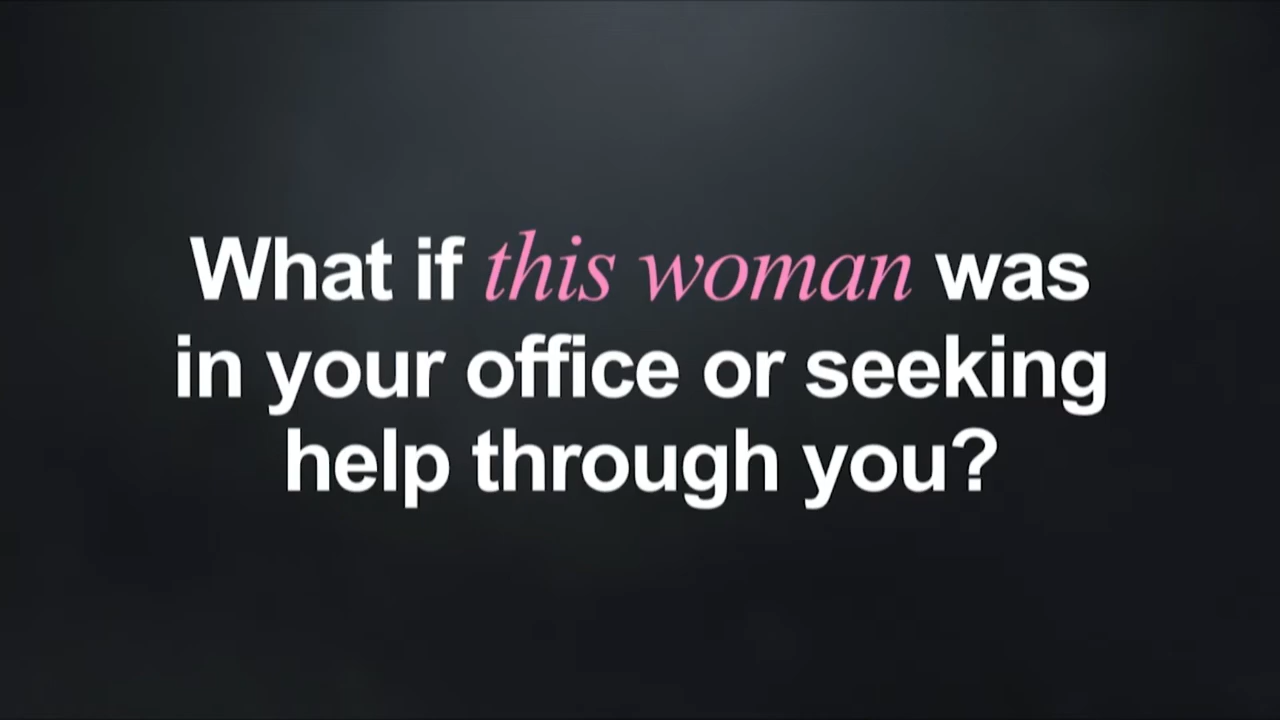 What if this woman was
in your office or seeking
help through you?